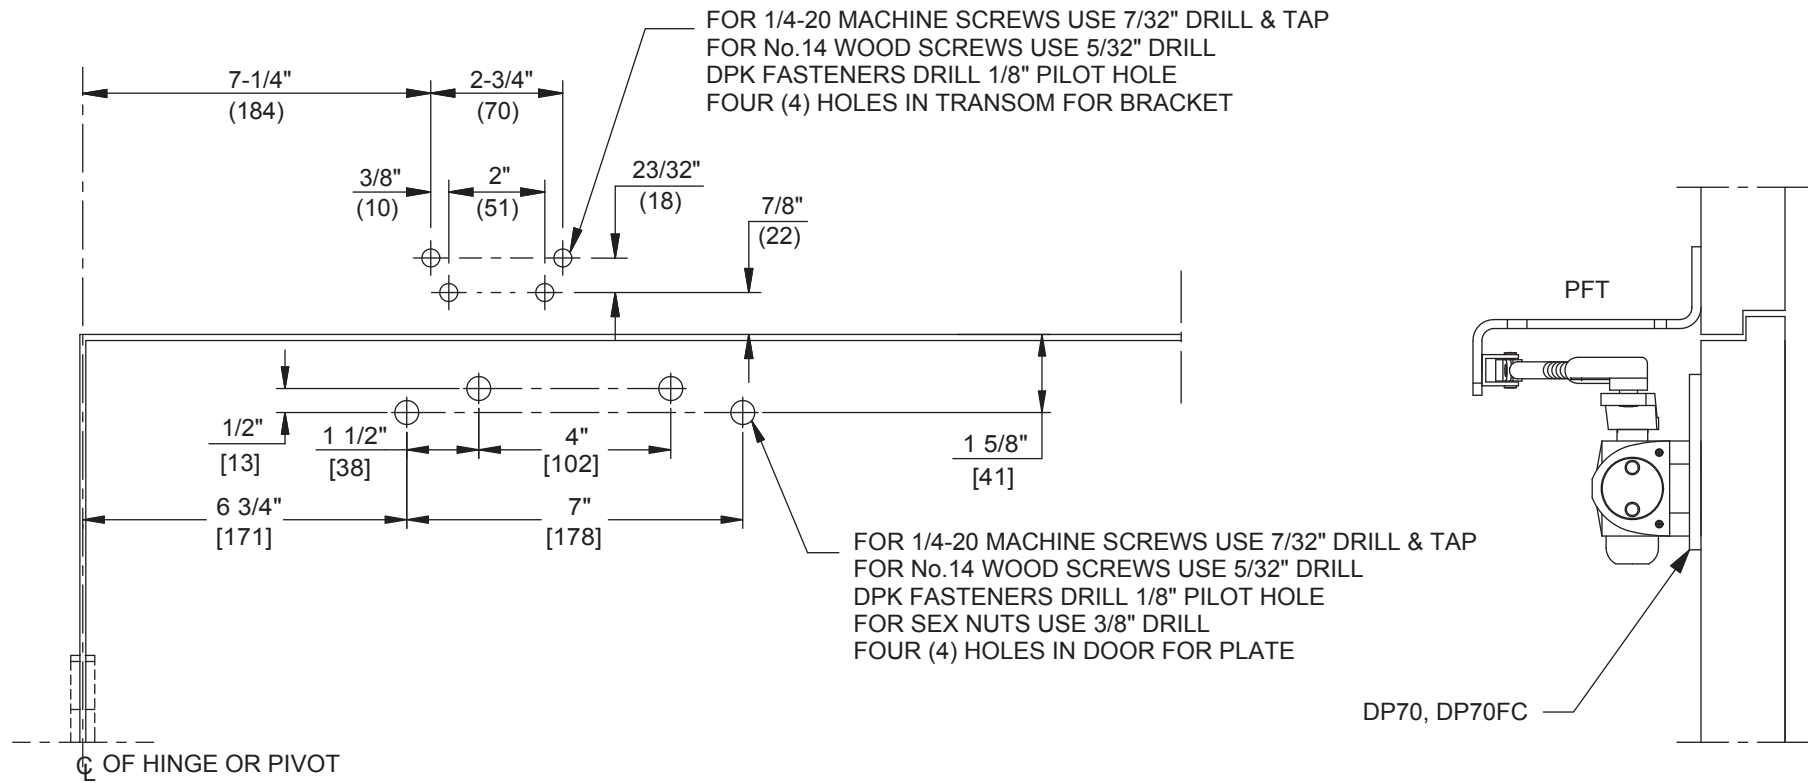 FOR 1/4-20 MACHINE SCREWS USE 7/32" DRILL & TAP
FOR No.14 WOOD SCREWS USE 5/32" DRILL
DPK FASTENERS DRILL 1/8" PILOT HOLE
FOUR (4) HOLES IN TRANSOM FOR BRACKET
7-1/4"
(184)
2-3/4"
(70)
3/8"
(10)
2"
(51)
23/32"
(18)
7/8"
(22)
PFT
1/2"
[13]
1 1/2"
[38]
4"
[102]
1 5/8"
[41]
6 3/4"
[171]
7"
[178]
FOR 1/4-20 MACHINE SCREWS USE 7/32" DRILL & TAP
FOR No.14 WOOD SCREWS USE 5/32" DRILL
DPK FASTENERS DRILL 1/8" PILOT HOLE
FOR SEX NUTS USE 3/8" DRILL
FOUR (4) HOLES IN DOOR FOR PLATE
DP70, DP70FC
℄ OF HINGE OR PIVOT